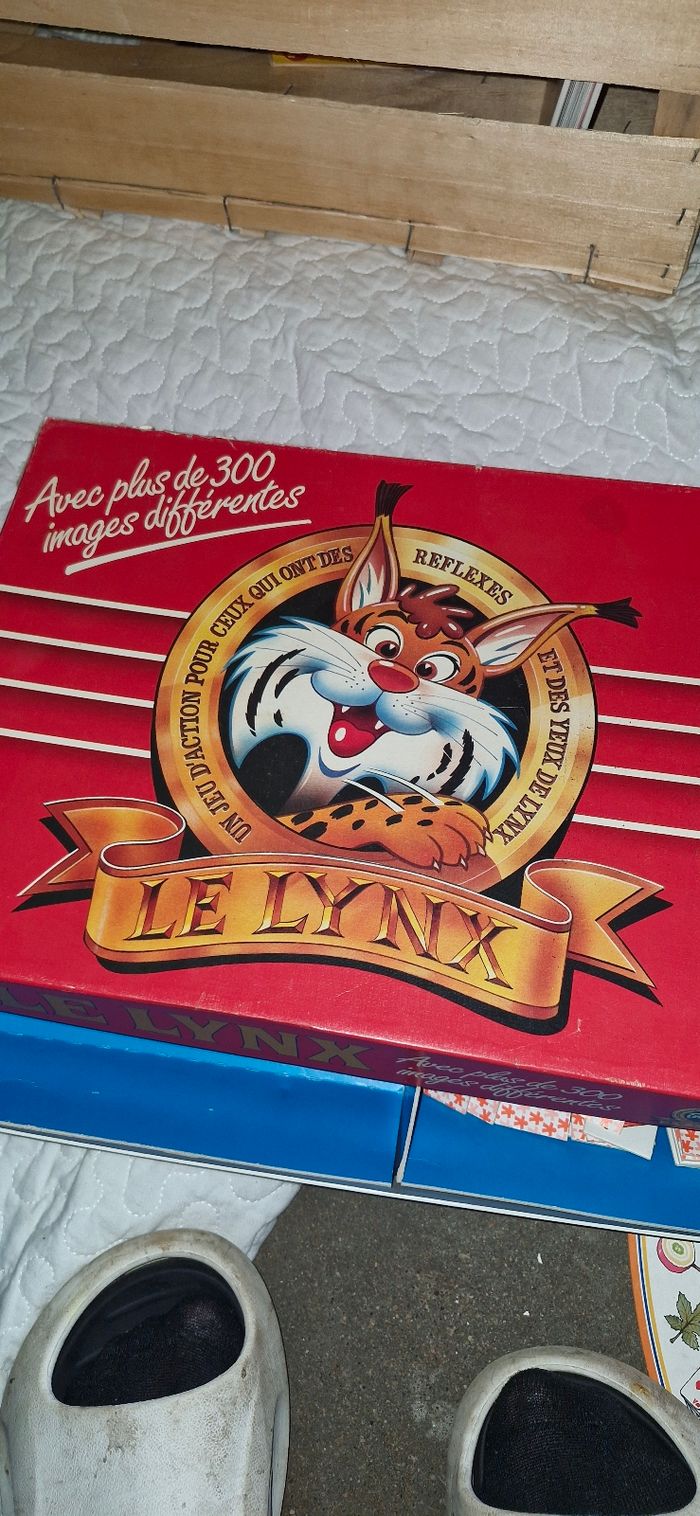 Avec plus de 300
images différentes
UN JEU D'ACTION POUR CEUX QUI ONT DES REFLEXES ET DES YEUX DE LYNX
LE LYNX
LE LYNX
Avec plus de 300
images différentes